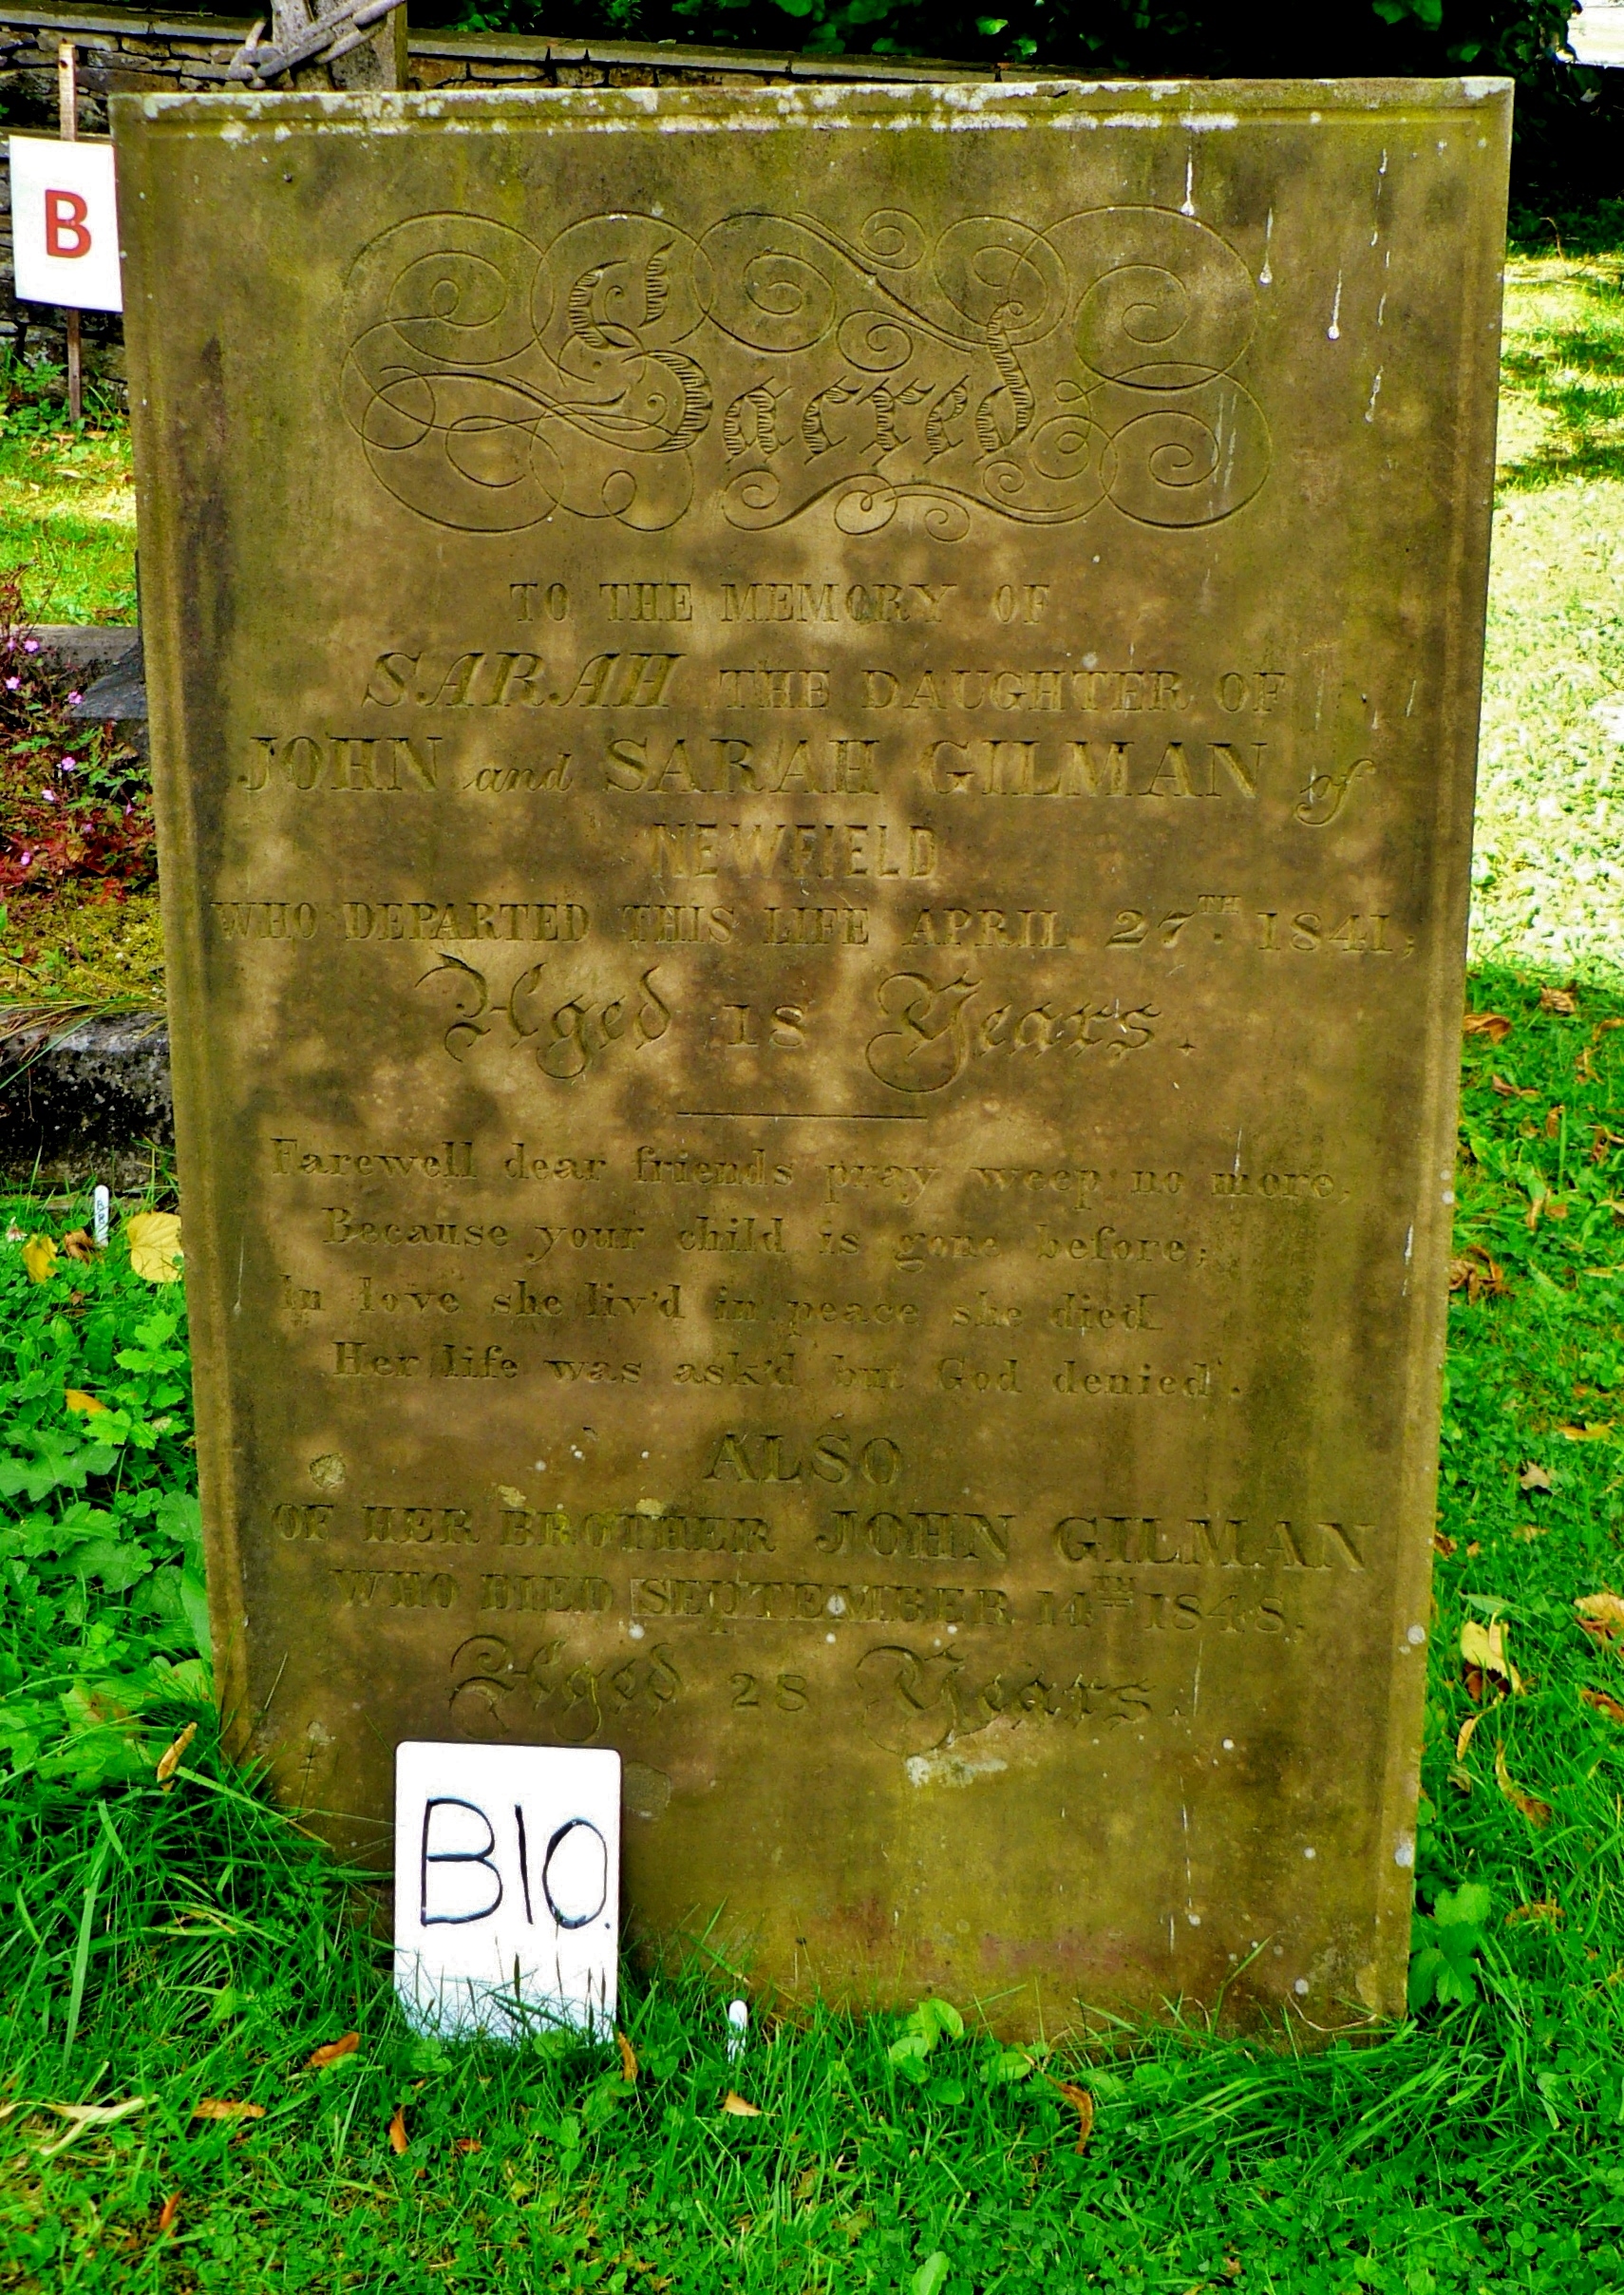 B
Sacred
TO THE MEMORY OF
SARAH THE DAUGHTER OF
JOHN and SARAH GILMAN of
NEWFIELD
WHO DEPARTED THIS LIFE APRIL 27TH 1841,
Aged 18 Years.
Farewell dear friends pray weep no more,
Because your child is gone before;
In love she liv'd in peace she died
Her life was ask'd but God denied.
ALSO
OF HER BROTHER JOHN GILMAN
WHO DIED SEPTEMBER 14TH 1848.
Aged 28 Years.
B10.